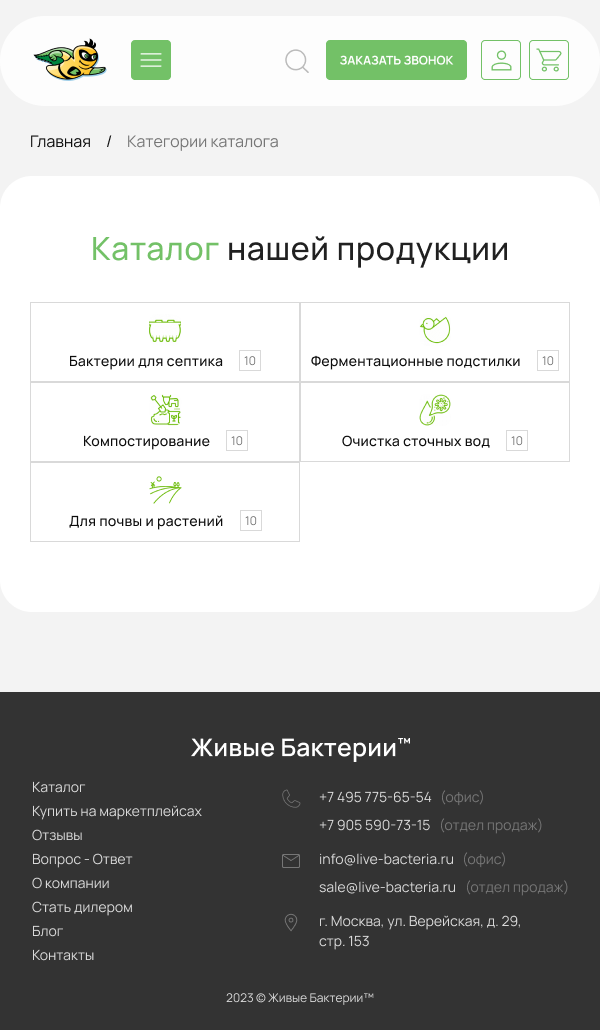 ЗАКАЗАТЬ ЗВОНОК
Главная / Категории каталога
Каталог нашей продукции
Бактерии для септика 10
Ферментационные подстилки 10
Компостирование 10
Очистка сточных вод 10
Для почвы и растений 10
Живые Бактерии™
Каталог
Купить на маркетплейсах
Отзывы
Вопрос - Ответ
О компании
Стать дилером
Блог
Контакты
+7 495 775-65-54 (офис)
+7 905 590-73-15 (отдел продаж)
info@live-bacteria.ru (офис)
sale@live-bacteria.ru (отдел продаж)
г. Москва, ул. Верейская, д. 29,
стр. 153
2023 © Живые Бактерии™